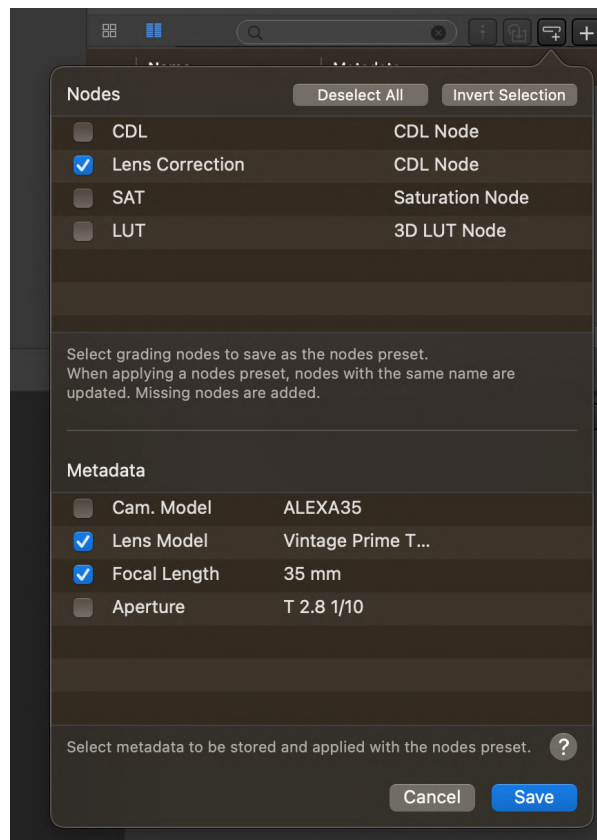 Nodes Deselect All Invert Selection
CDL CDL Node
Lens Correction CDL Node
SAT Saturation Node
LUT 3D LUT Node
Select grading nodes to save as the nodes preset.
When applying a nodes preset, nodes with the same name are
updated. Missing nodes are added.
Metadata
Cam. Model ALEXA35
Lens Model Vintage Prime T...
Focal Length 35 mm
Aperture T 2.8 1/10
Select metadata to be stored and applied with the nodes preset. ?
Cancel Save